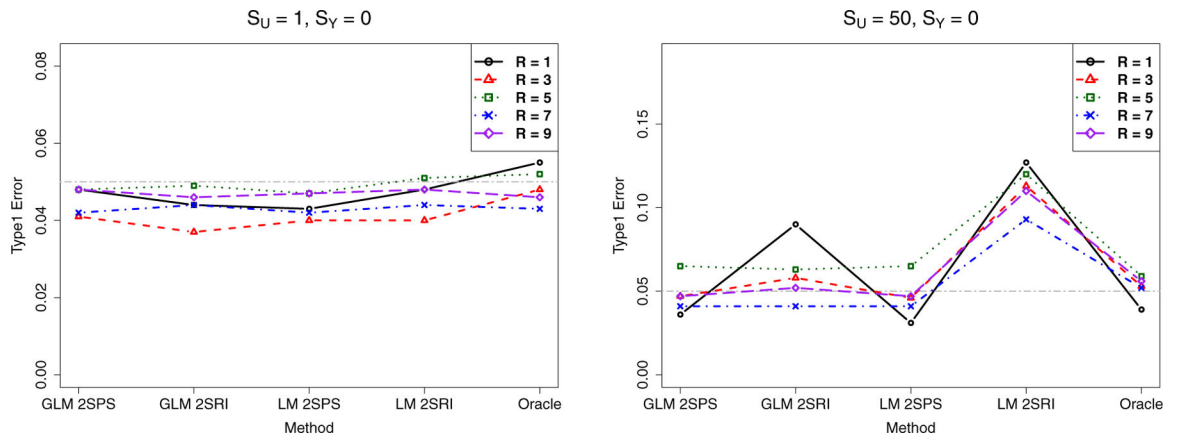 S_U = 1, S_Y = 0
Type1 Error
0.08
0.06
0.04
0.02
0.00
R = 1
R = 3
R = 5
R = 7
R = 9
GLM 2SPS GLM 2SRI LM 2SPS LM 2SRI Oracle
Method
S_U = 50, S_Y = 0
Type1 Error
0.15
0.10
0.05
0.00
R = 1
R = 3
R = 5
R = 7
R = 9
GLM 2SPS GLM 2SRI LM 2SPS LM 2SRI Oracle
Method